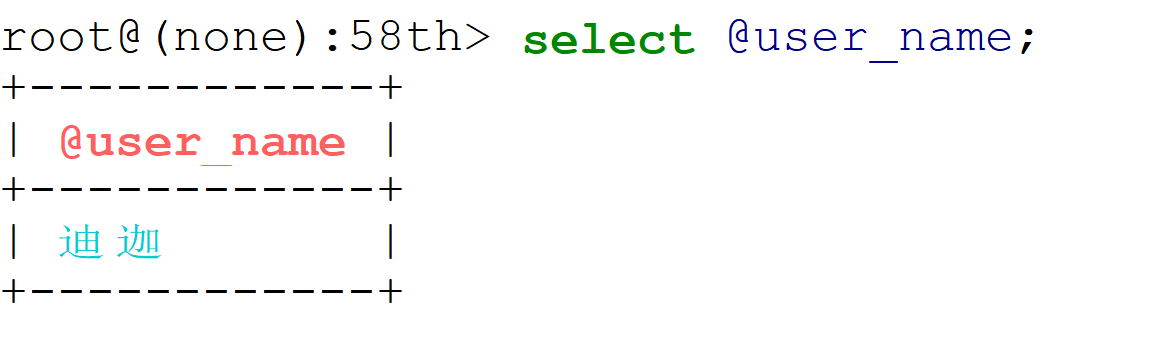 root@(none):58th> select @user_name;
+------------+
| @user_name |
+------------+
| 迪迦       |
+------------+